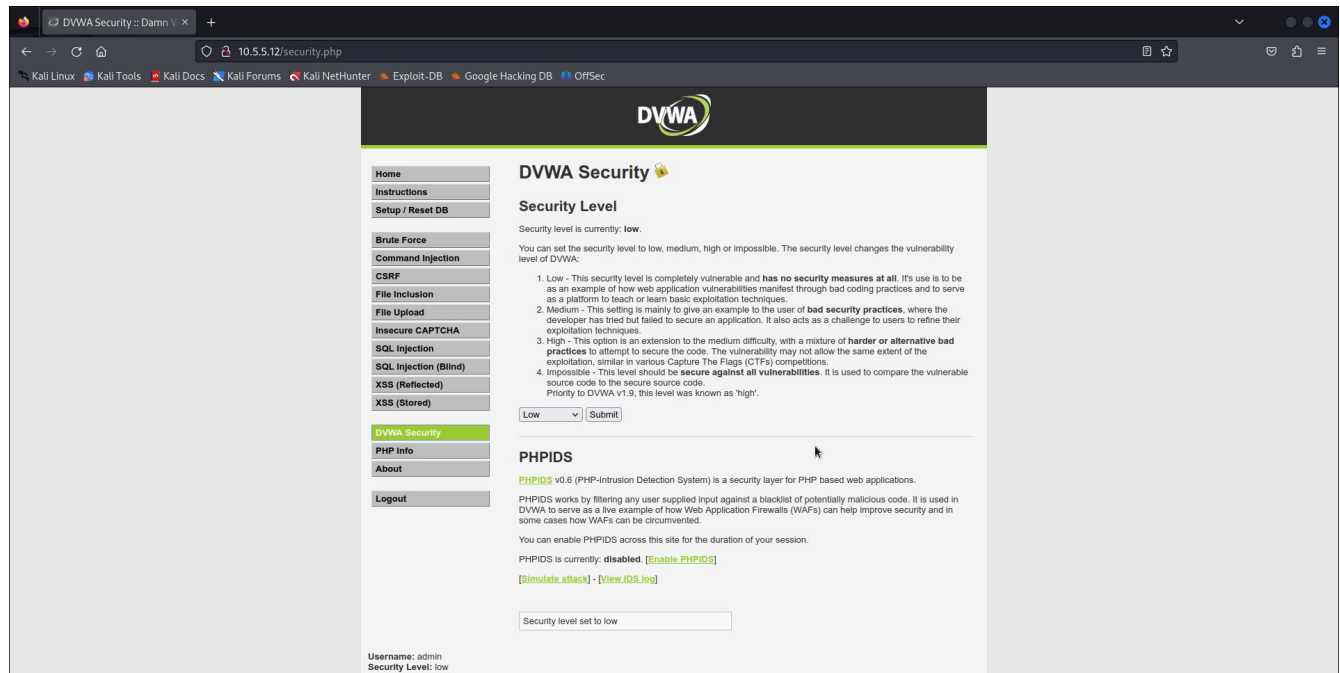 DVWA Security :: Damn V
10.5.5.12/security.php
Kali Linux Kali Tools Kali Docs Kali Forums Kali NetHunter Exploit-DB Google Hacking DB OffSec
DVWA
Home
Instructions
Setup / Reset DB
Brute Force
Command Injection
CSRF
File Inclusion
File Upload
Insecure CAPTCHA
SQL Injection
SQL Injection (Blind)
XSS (Reflected)
XSS (Stored)
DVWA Security
PHP Info
About
Logout
DVWA Security
Security Level
Security level is currently: low.
You can set the security level to low, medium, high or impossible. The security level changes the vulnerability
level of DVWA:
1. Low - This security level is completely vulnerable and has no security measures at all. It's use is to be
as an example of how web application vulnerabilities manifest through bad coding practices and to serve
as a platform to teach or learn basic exploitation techniques.
2. Medium - This setting is mainly to give an example to the user of bad security practices, where the
developer has tried but failed to secure an application. It also acts as a challenge to users to refine their
exploitation techniques.
3. High - This option is an extension to the medium difficulty, with a mixture of harder or alternative bad
practices to attempt to secure the code. The vulnerability may not allow the same extent of the
exploitation, similar in various Capture The Flags (CTFs) competitions.
4. Impossible - This level should be secure against all vulnerabilities. It is used to compare the vulnerable
source code to the secure source code.
Priority to DVWA v1.9, this level was known as 'high'.
Low Submit
PHPIDS
PHPIDS v0.6 (PHP-Intrusion Detection System) is a security layer for PHP based web applications.
PHPIDS works by filtering any user supplied input against a blacklist of potentially malicious code. It is used in
DVWA to serve as a live example of how Web Application Firewalls (WAFs) can help improve security and in
some cases how WAFs can be circumvented.
You can enable PHPIDS across this site for the duration of your session.
PHPIDS is currently: disabled. [Enable PHPIDS]
[Simulate attack] - [View IDS log]
Security level set to low
Username: admin
Security Level: low